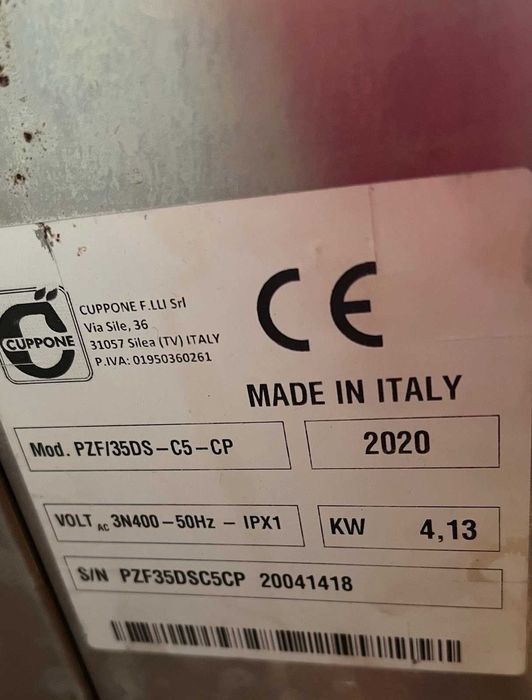 CUPPONE
CUPPONE F.LLI Srl
Via Sile, 36
31057 Silea (TV) ITALY
P.IVA: 01950360261
CE
MADE IN ITALY
Mod. PZF/35DS-C5-CP
2020
VOLT AC 3N400-50Hz - IPX1
KW 4,13
S/N PZF35DSC5CP 20041418